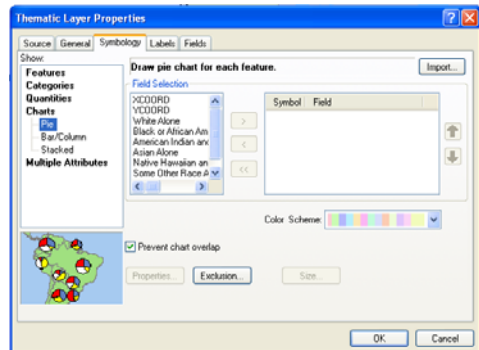 Thematic Layer Properties
Source General Symbology Labels Fields
Show:
Features
Categories
Quantities
Charts
Pie
Bar/Column
Stacked
Multiple Attributes
Draw pie chart for each feature.
Import...
Field Selection
XCOORD
YCOORD
White Alone
Black or African Am
American Indian and
Asian Alone
Native Hawaiian an
Some Other Race A
>
<
<<
Symbol Field
Color Scheme:
Prevent chart overlap
Properties... Exclusion... Size...
OK Cancel